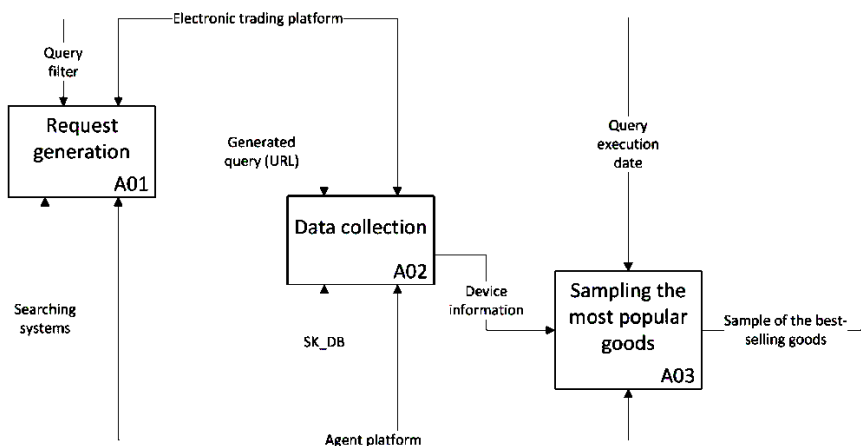 Electronic trading platform
Query
filter
Request
generation
A01
Generated
query (URL)
Query
execution
date
Data collection
A02
Device
information
Sampling the
most popular
goods
A03
Sample of the best-
selling goods
Searching
systems
SK_DB
Agent platform